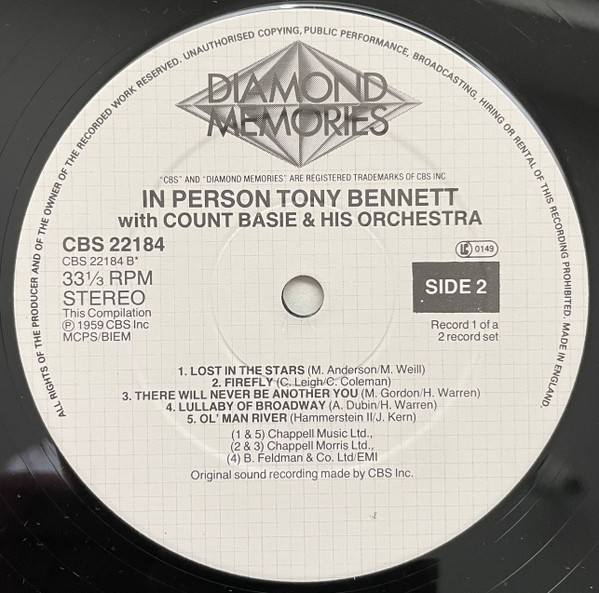 ALL RIGHTS OF THE PRODUCER AND OF THE OWNER OF THE RECORDED WORK RESERVED. UNAUTHORISED COPYING, PUBLIC PERFORMANCE, BROADCASTING, HIRING OR RENTAL OF THIS RECORDING PROHIBITED. MADE IN ENGLAND.
DIAMOND
MEMORIES
"CBS" AND "DIAMOND MEMORIES" ARE REGISTERED TRADEMARKS OF CBS INC
IN PERSON TONY BENNETT
with COUNT BASIE & HIS ORCHESTRA
CBS 22184
CBS 22184 B*
33⅓ RPM
STEREO
This Compilation
℗ 1959 CBS Inc
MCPS/BIEM
LC 0149
SIDE 2
Record 1 of a
2 record set
1. LOST IN THE STARS (M. Anderson/M. Weill)
2. FIREFLY (C. Leigh/C. Coleman)
3. THERE WILL NEVER BE ANOTHER YOU (M. Gordon/H. Warren)
4. LULLABY OF BROADWAY (A. Dubin/H. Warren)
5. OL' MAN RIVER (Hammerstein II/J. Kern)
(1 & 5) Chappell Music Ltd.,
(2 & 3) Chappell Morris Ltd.,
(4) B. Feldman & Co. Ltd/EMI
Original sound recording made by CBS Inc.